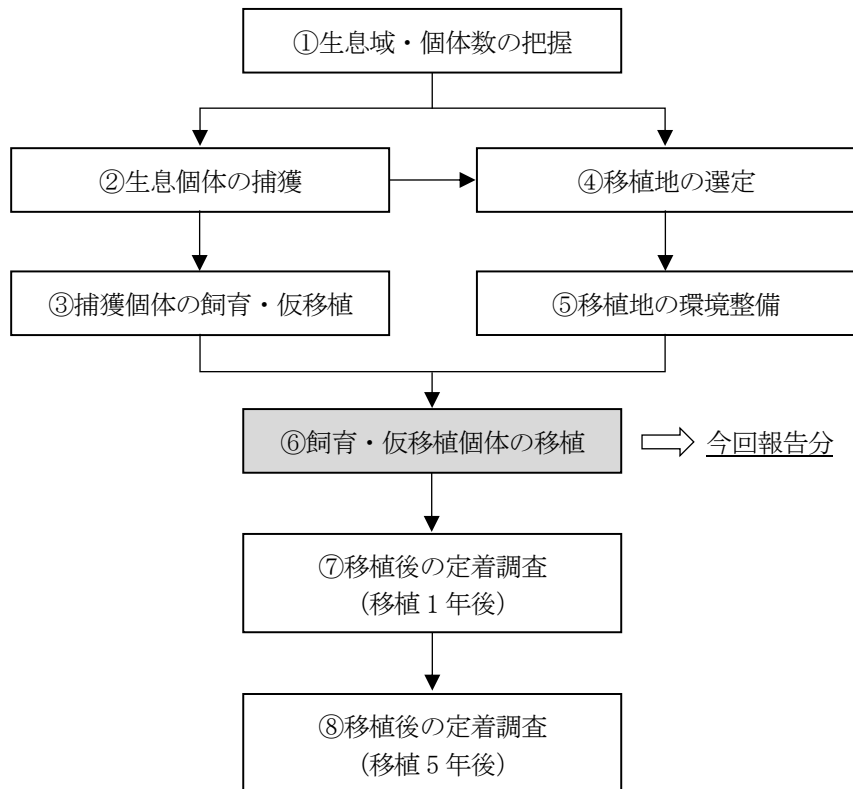 ①生息域・個体数の把握
②生息個体の捕獲
④移植地の選定
③捕獲個体の飼育・仮移植
⑤移植地の環境整備
⑥飼育・仮移植個体の移植
今回報告分
⑦移植後の定着調査
（移植１年後）
⑧移植後の定着調査
（移植５年後）